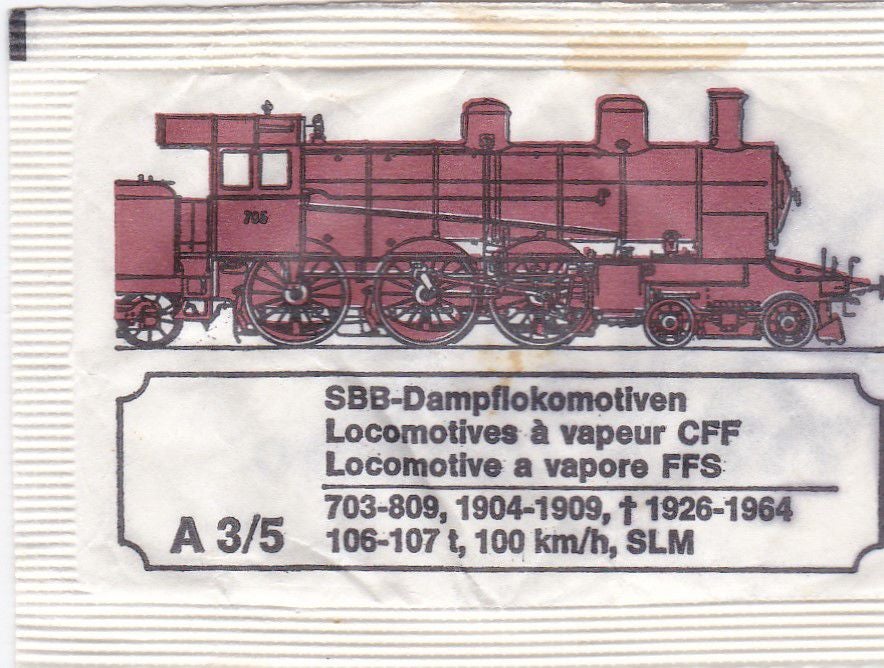 705
SBB-Dampflokomotiven
Locomotives à vapeur CFF
Locomotive a vapore FFS
703-809, 1904-1909, † 1926-1964
A 3/5 106-107 t, 100 km/h, SLM